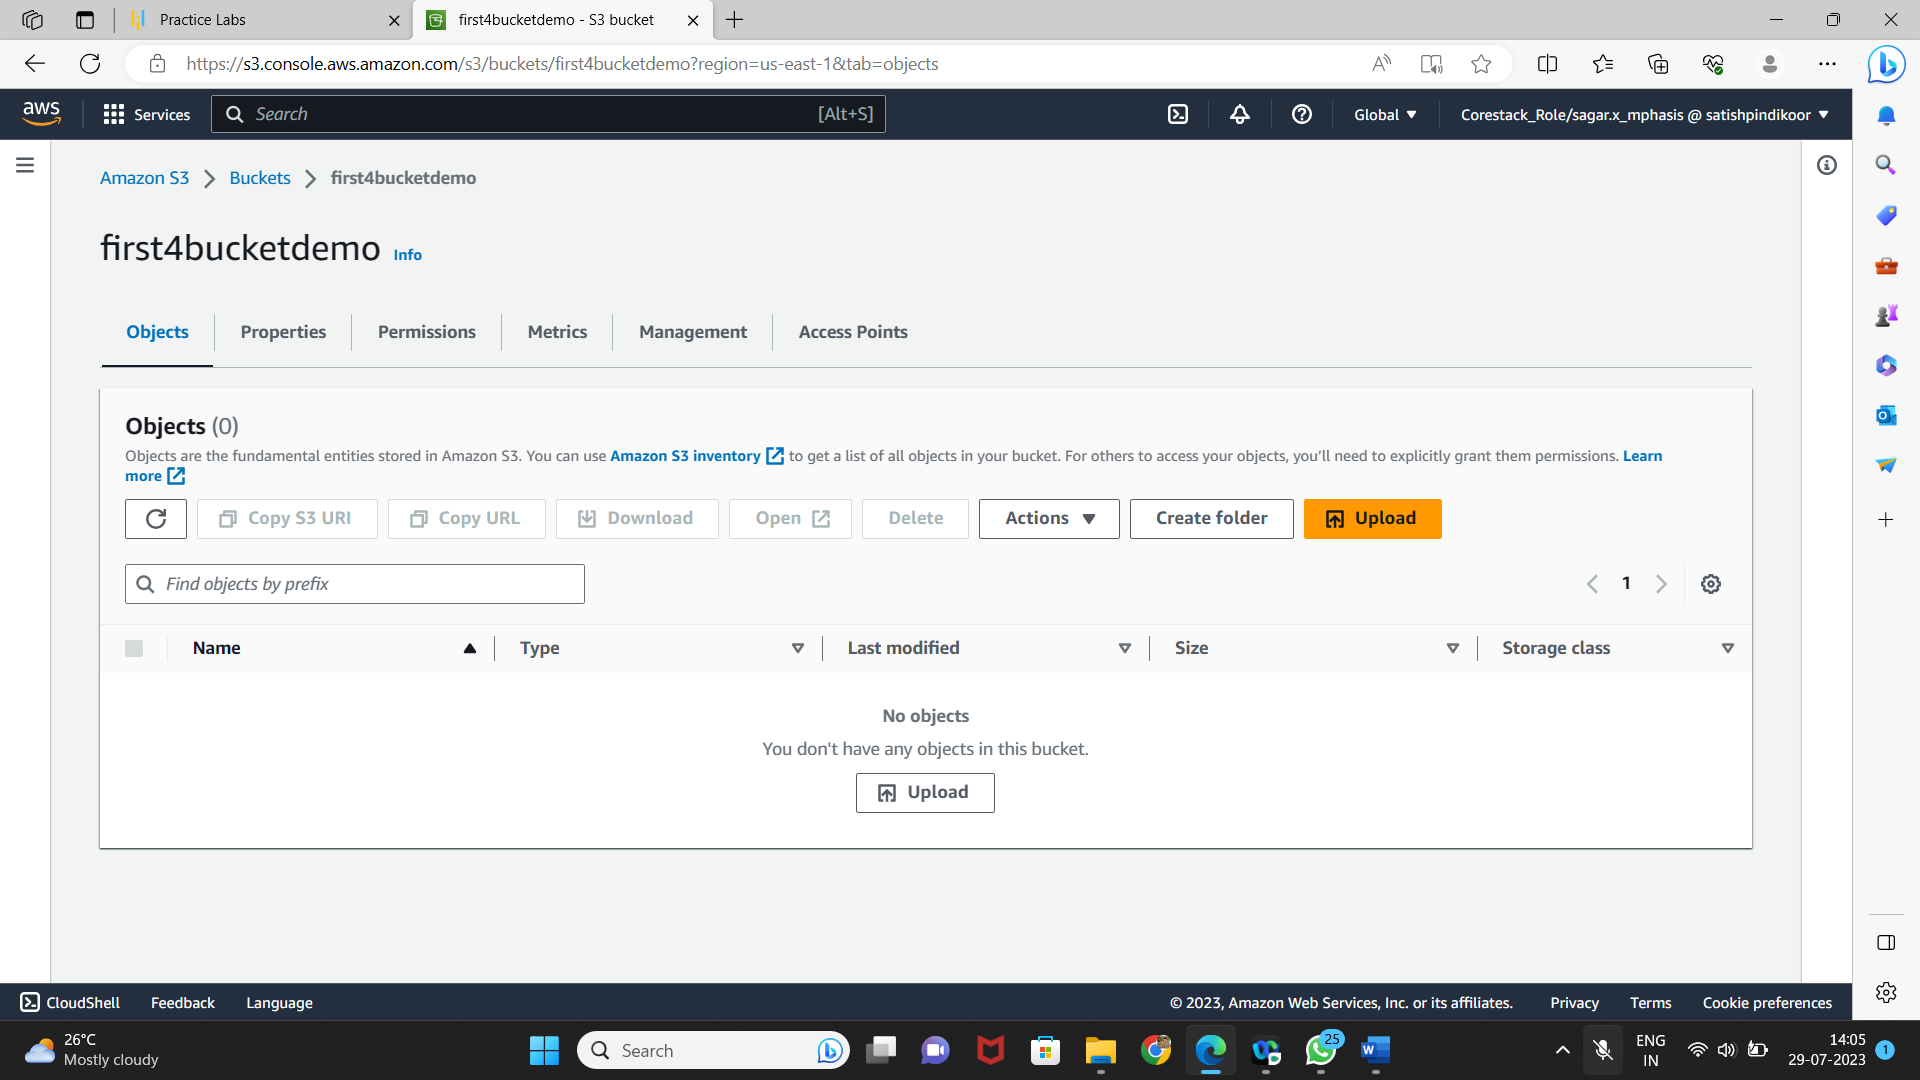 Practice Labs
first4bucketdemo - S3 bucket
https://s3.console.aws.amazon.com/s3/buckets/first4bucketdemo?region=us-east-1&tab=objects
aws
Services
Search
[Alt+S]
Global
Corestack_Role/sagar.x_mphasis @ satishpindikoor
Amazon S3
Buckets
first4bucketdemo
first4bucketdemo
Info
Objects
Properties
Permissions
Metrics
Management
Access Points
Objects (0)
Objects are the fundamental entities stored in Amazon S3. You can use Amazon S3 inventory to get a list of all objects in your bucket. For others to access your objects, you’ll need to explicitly grant them permissions. Learn
more
Copy S3 URI
Copy URL
Download
Open
Delete
Actions
Create folder
Upload
Find objects by prefix
1
Name
Type
Last modified
Size
Storage class
No objects
You don't have any objects in this bucket.
Upload
CloudShell
Feedback
Language
© 2023, Amazon Web Services, Inc. or its affiliates.
Privacy
Terms
Cookie preferences
26°C
Mostly cloudy
Search
25
ENG
IN
14:05
29-07-2023
1